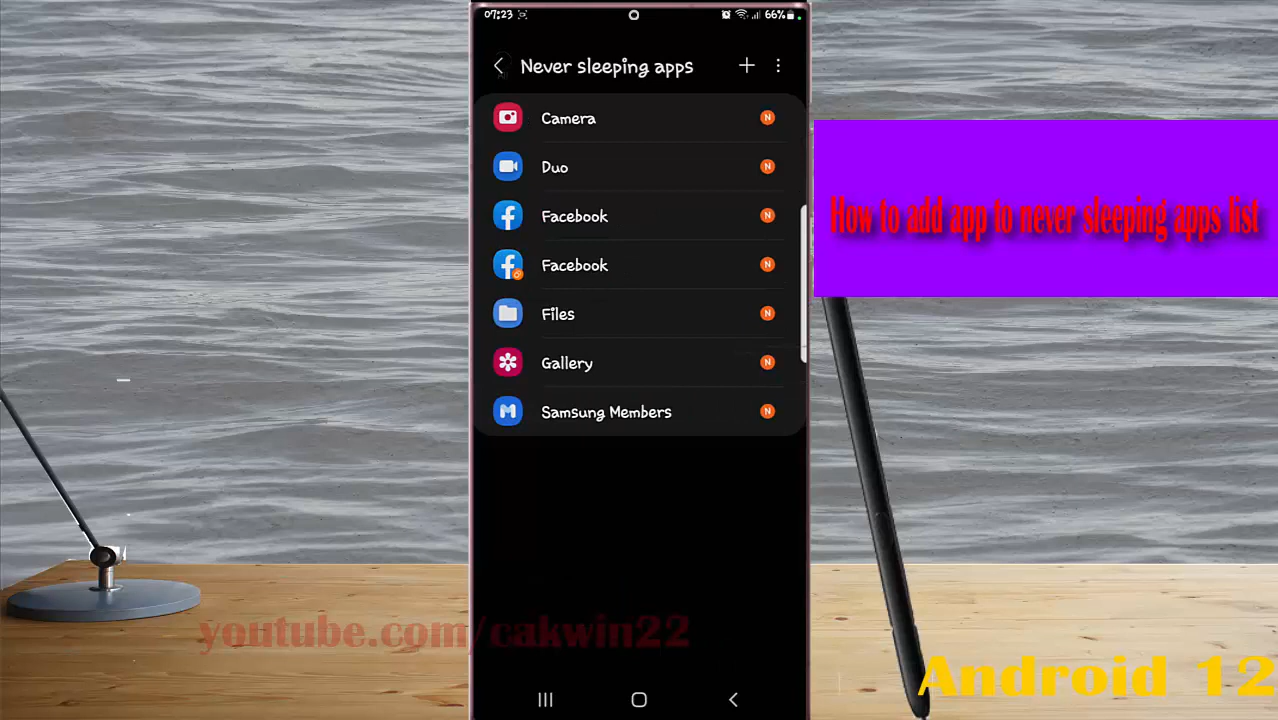 07:23
66%
Never sleeping apps
Camera
N
Duo
N
Facebook
N
Facebook
N
Files
N
Gallery
N
Samsung Members
N
How to add app to never sleeping apps list
youtube.com/cakwin22
Android 12